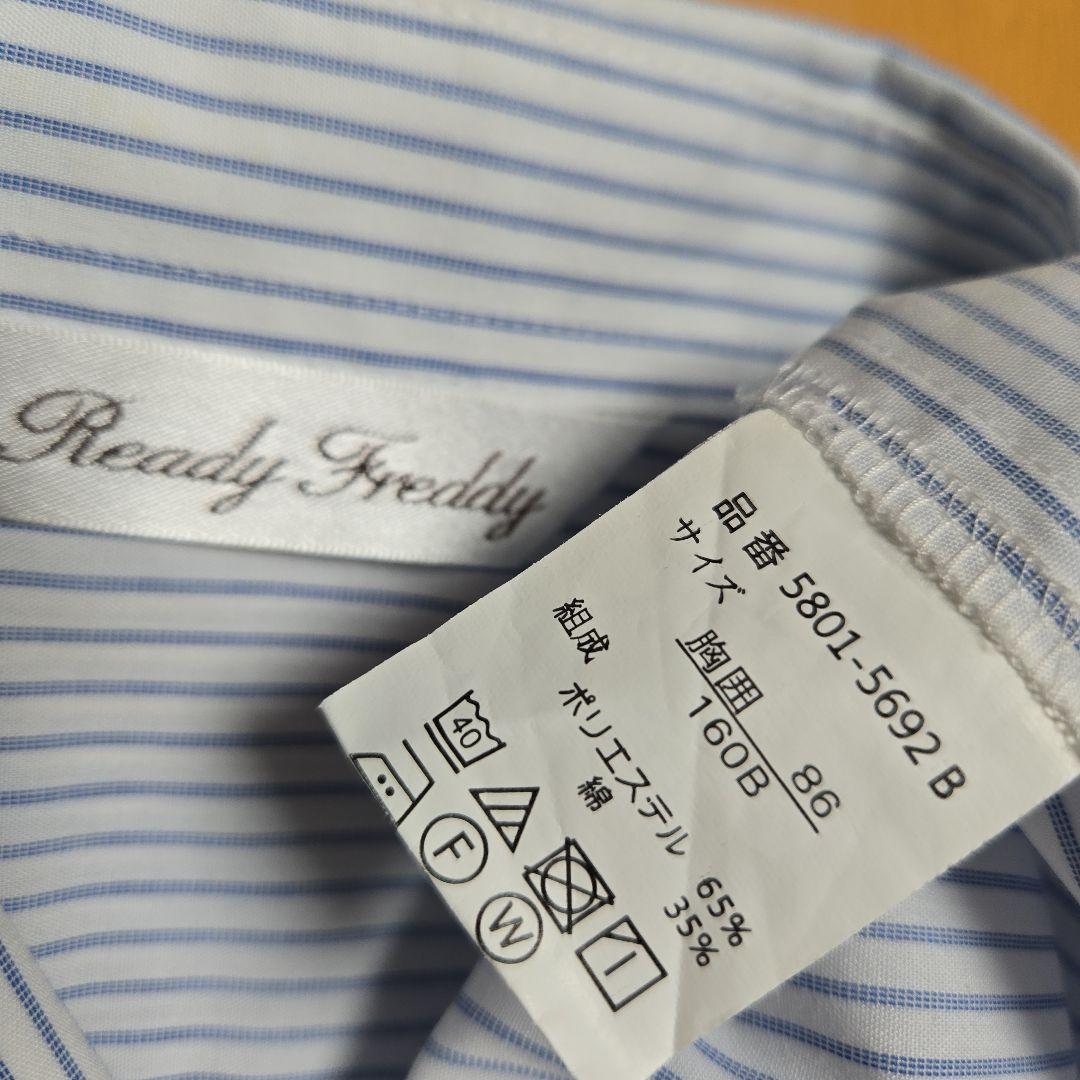 Ready Freddy
品番 5801-5692 B
サイズ
胸囲 86
160B
組成 ポリエステル 65%
綿 35%
40
F
W